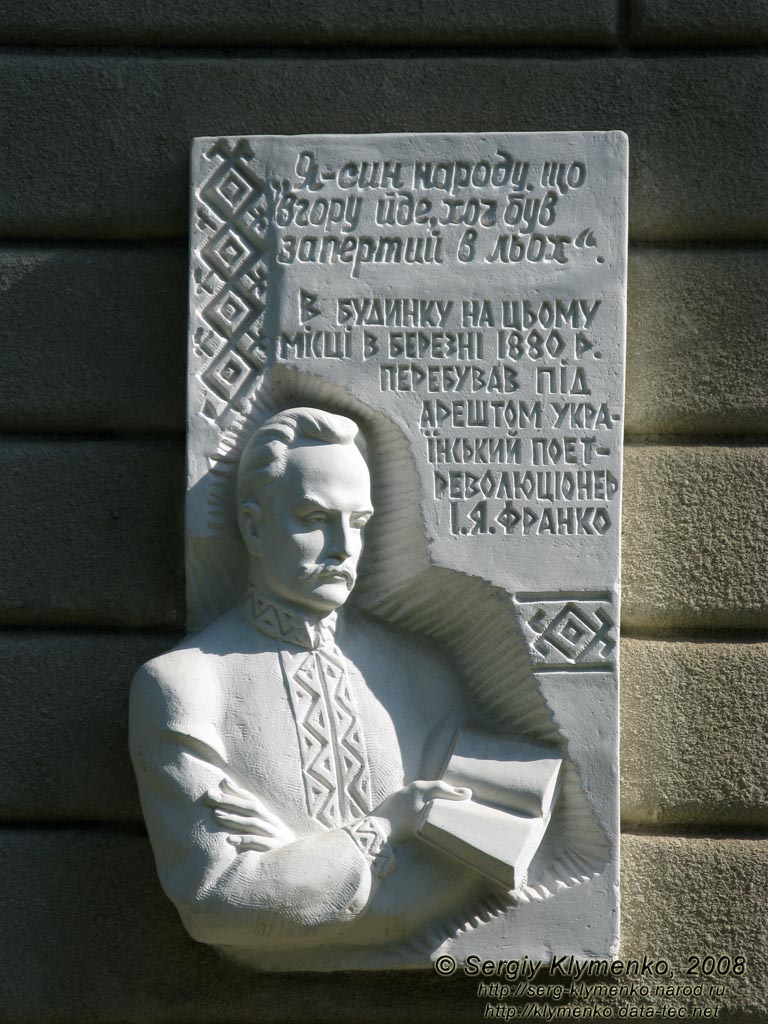 „Я-син народу, що
вгору йде, хоч був
запертий в льох“.
В БУДИНКУ НА ЦЬОМУ
МІСЦІ В БЕРЕЗНІ 1880 Р.
ПЕРЕБУВАВ ПІД
АРЕШТОМ УКРА-
ЇНСЬКИЙ ПОЕТ-
РЕВОЛЮЦІОНЕР
І.Я.ФРАНКО
© Sergiy Klymenko, 2008
http://serg-klymenko.narod.ru
http://klymenko.data-tec.net